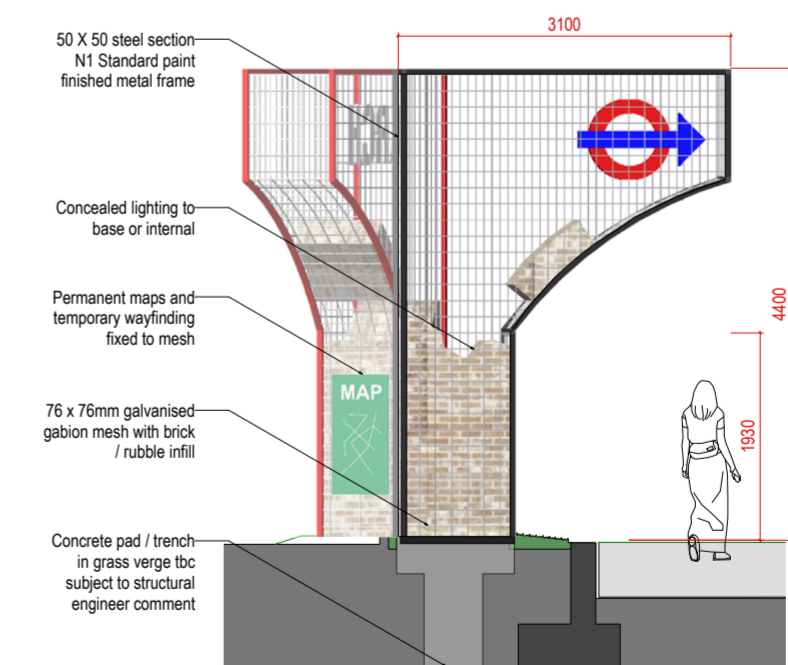 3100
50 X 50 steel section
N1 Standard paint
finished metal frame
Concealed lighting to
base or internal
Permanent maps and
temporary wayfinding
fixed to mesh
4400
MAP
76 x 76mm galvanised
gabion mesh with brick
/ rubble infill
1930
Concrete pad / trench
in grass verge tbc
subject to structural
engineer comment